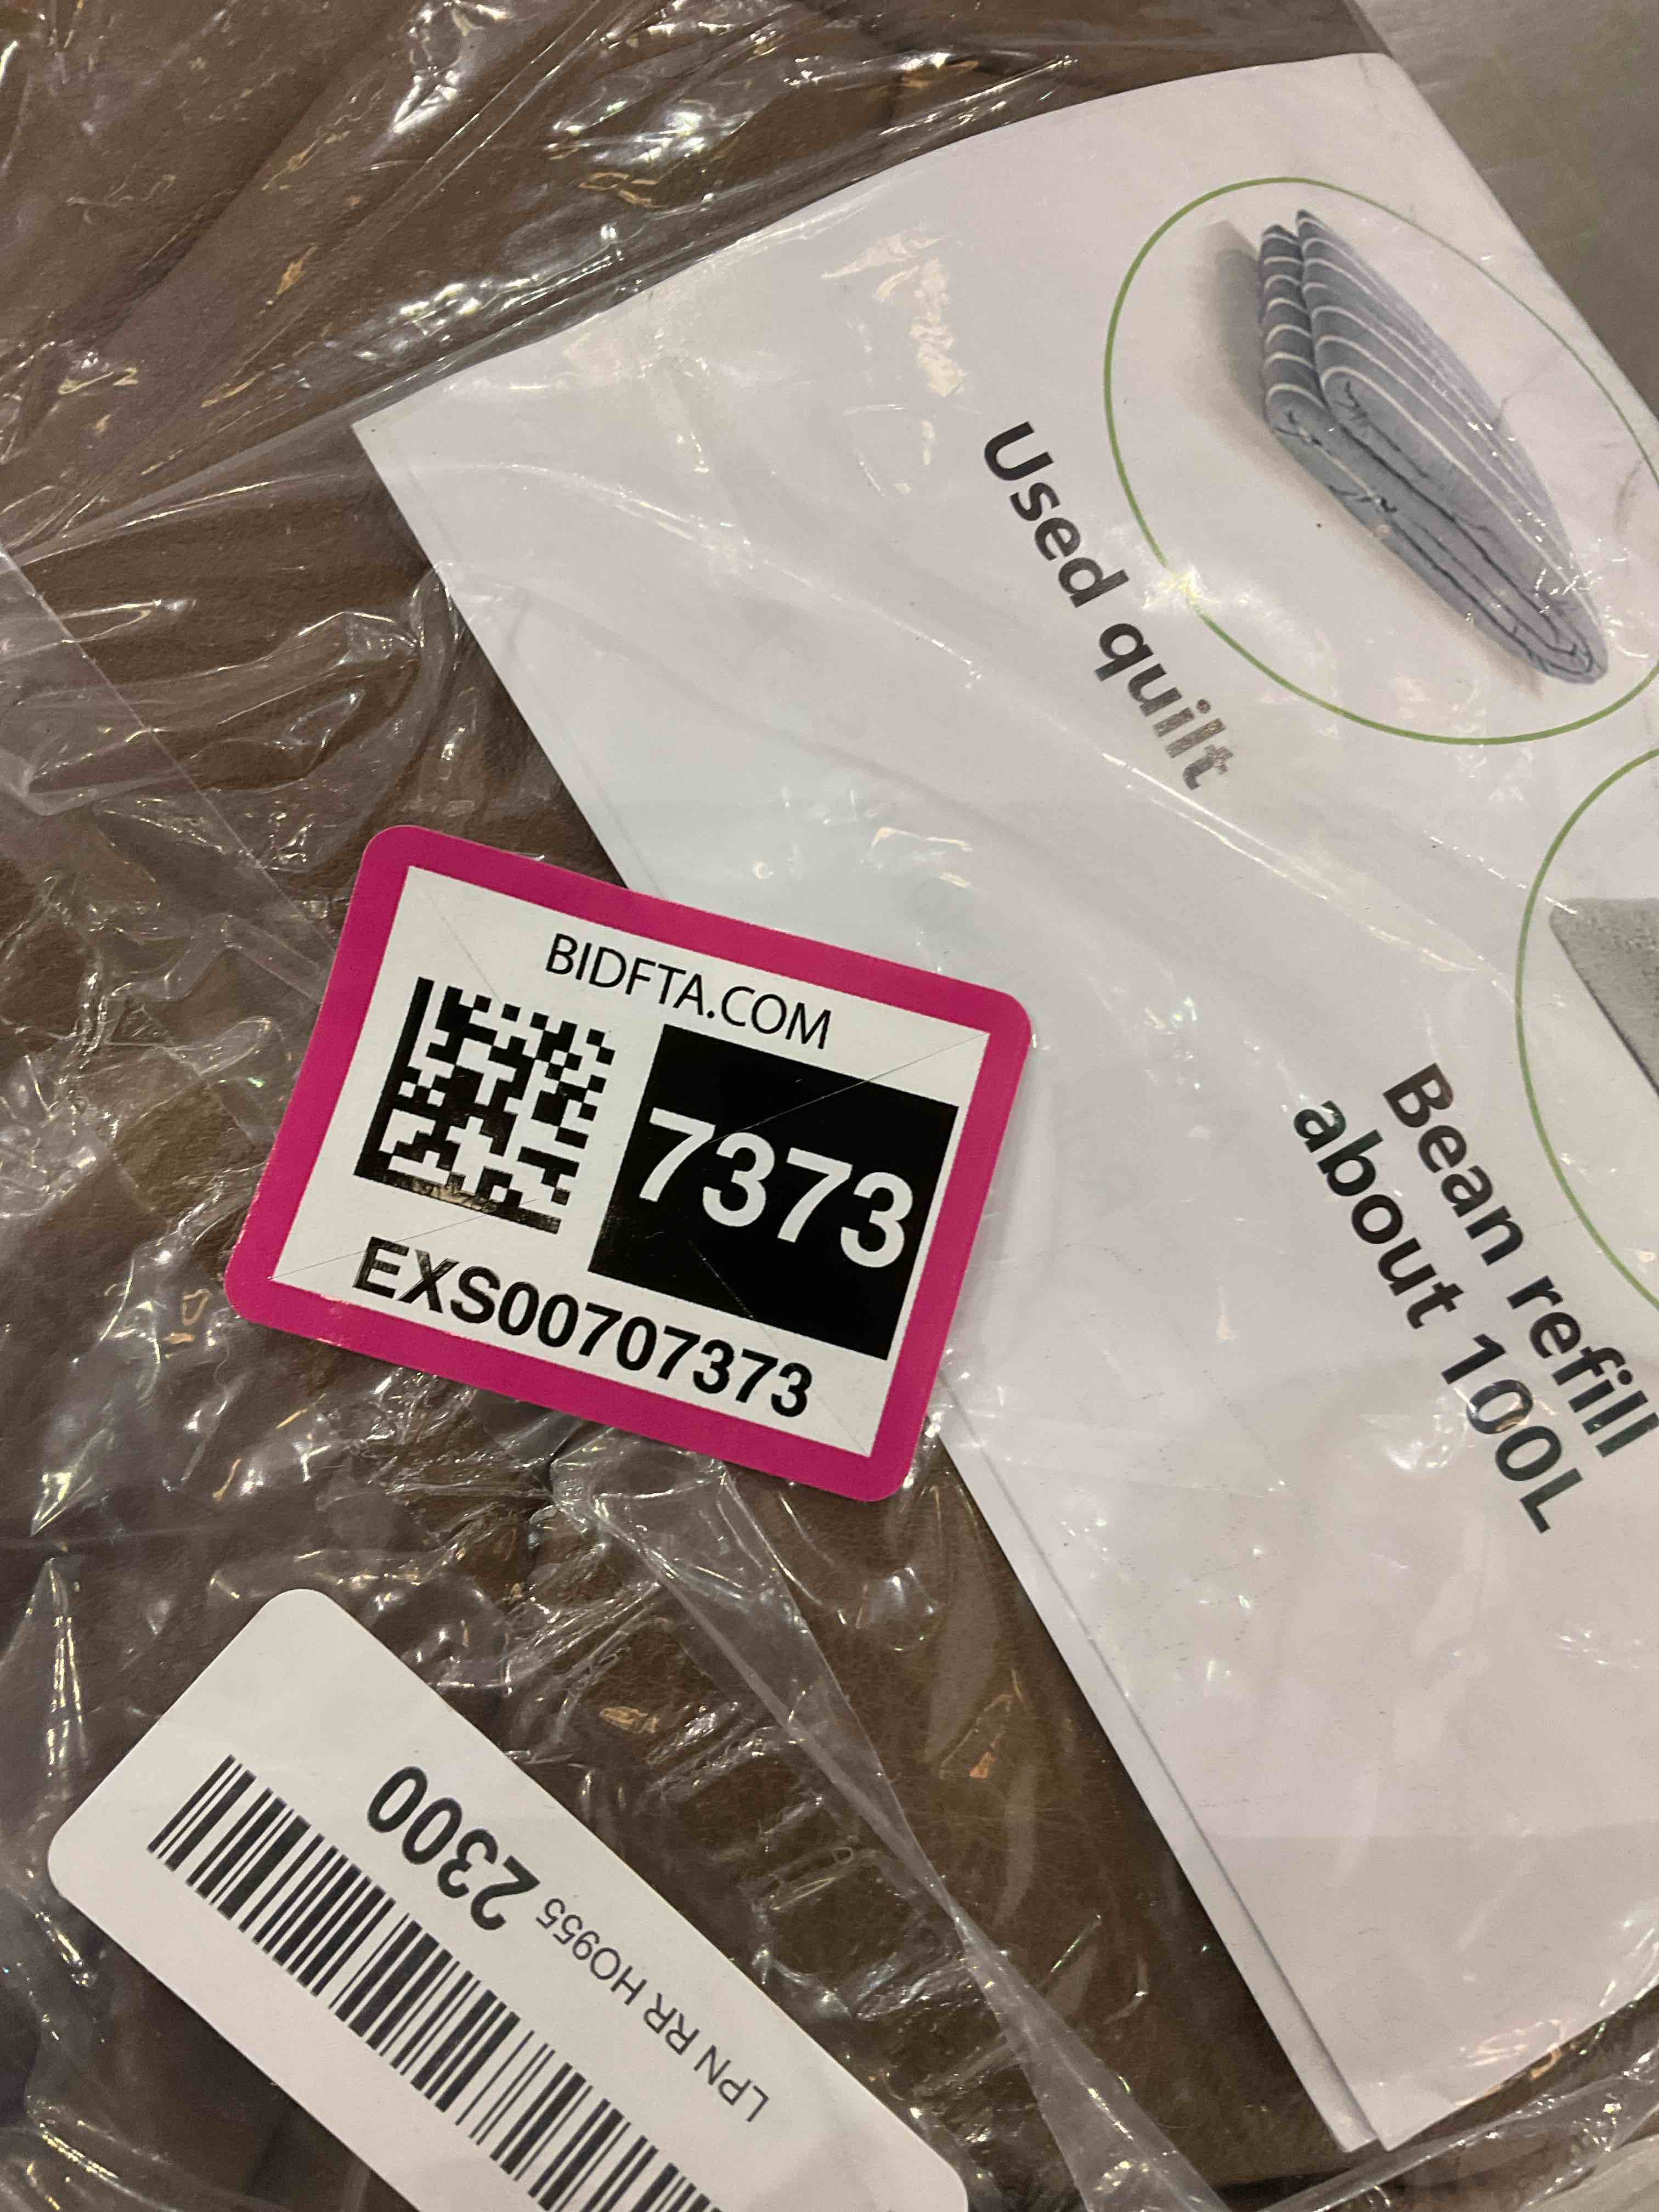 Used quilt
Bean refill
about 100L
BIDFTA.COM
7373
EXS00707373
LPN RR HO955 2300